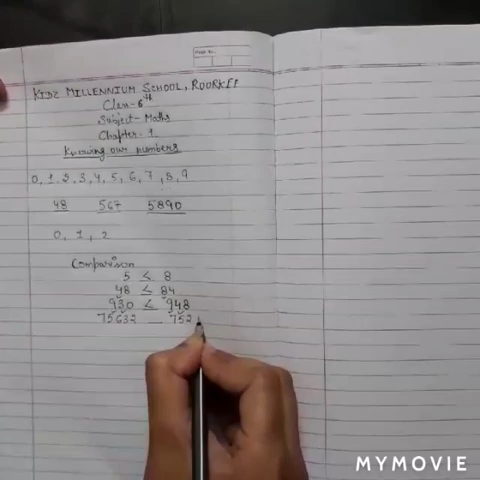 KIDZ MILLENNIUM SCHOOL, ROORKEE
Class-6th
Subject-Maths
Chapter-1
Knowing our numbers
0,1,2,3,4,5,6,7,8,9
48 567 5890
0, 1, 2
Comparison
5 < 8
48 < 84
930 < 948
75632 __ 752
MYMOVIE